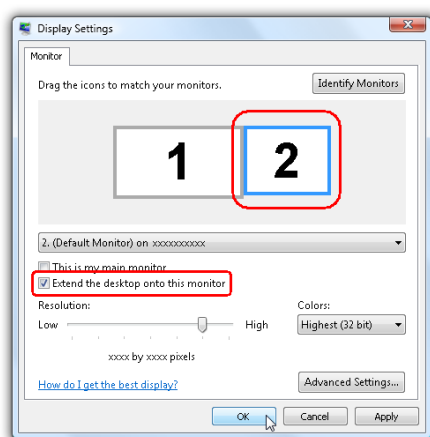 Display Settings
Monitor
Drag the icons to match your monitors.
Identify Monitors
1
2
2. (Default Monitor) on xxxxxxxxxx
This is my main monitor
Extend the desktop onto this monitor
Resolution:
Colors:
Low
High
Highest (32 bit)
xxxx by xxxx pixels
How do I get the best display?
Advanced Settings...
OK
Cancel
Apply